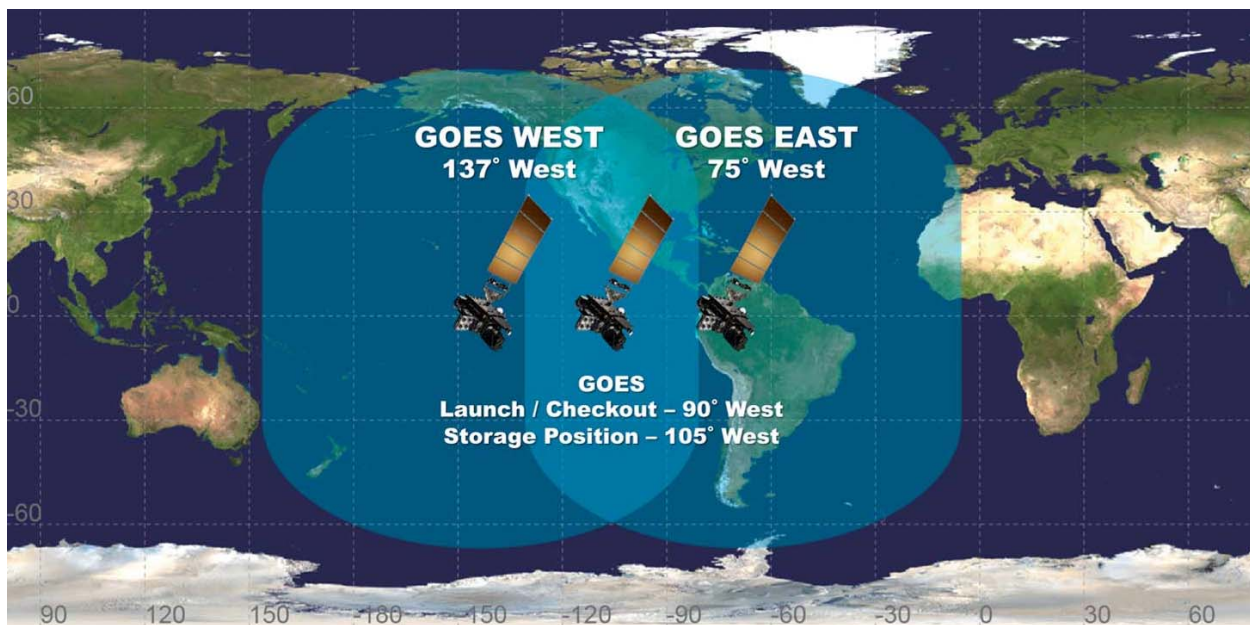 60
GOES WEST
137° West
GOES EAST
75° West
30
0
GOES
Launch / Checkout – 90° West
Storage Position – 105° West
-30
-60
90 120 150 -180 -150 -120 -90 -60 -30 0 30 60